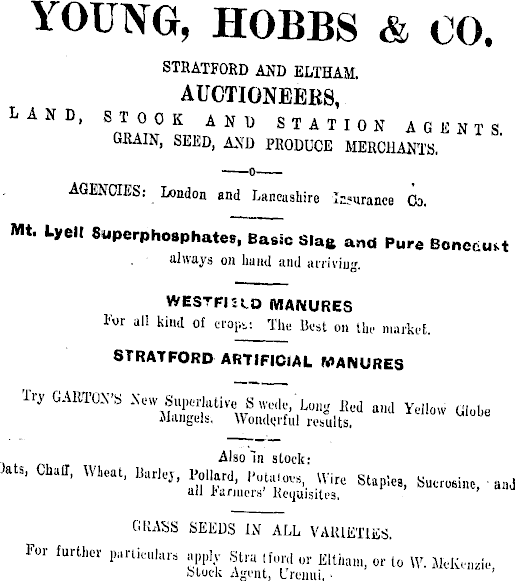 YOUNG, HOBBS & CO.
STRATFORD AND ELTHAM.
AUCTIONEERS,
LAND, STOCK AND STATION AGENTS.
GRAIN, SEED, AND PRODUCE MERCHANTS.
AGENCIES: London and Lancashire Insurance Co.
Mt. Lyell Superphosphates, Basic Slag and Pure Bonedust
always on hand and arriving.
WESTFIELD MANURES
For all kind of crops: The Best on the market.
STRATFORD ARTIFICIAL MANURES
Try GARTON'S New Superlative Swede, Long Red and Yellow Globe
Mangels. Wonderful results.
Also in stock:
Oats, Chaff, Wheat, Barley, Pollard, Potatoes, Wire Staples, Sucrosine, and
all Farmers' Requisites.
GRASS SEEDS IN ALL VARIETIES.
For further particulars apply Stratford or Eltham, or to W. McKenzie,
Stock Agent, Urenui.